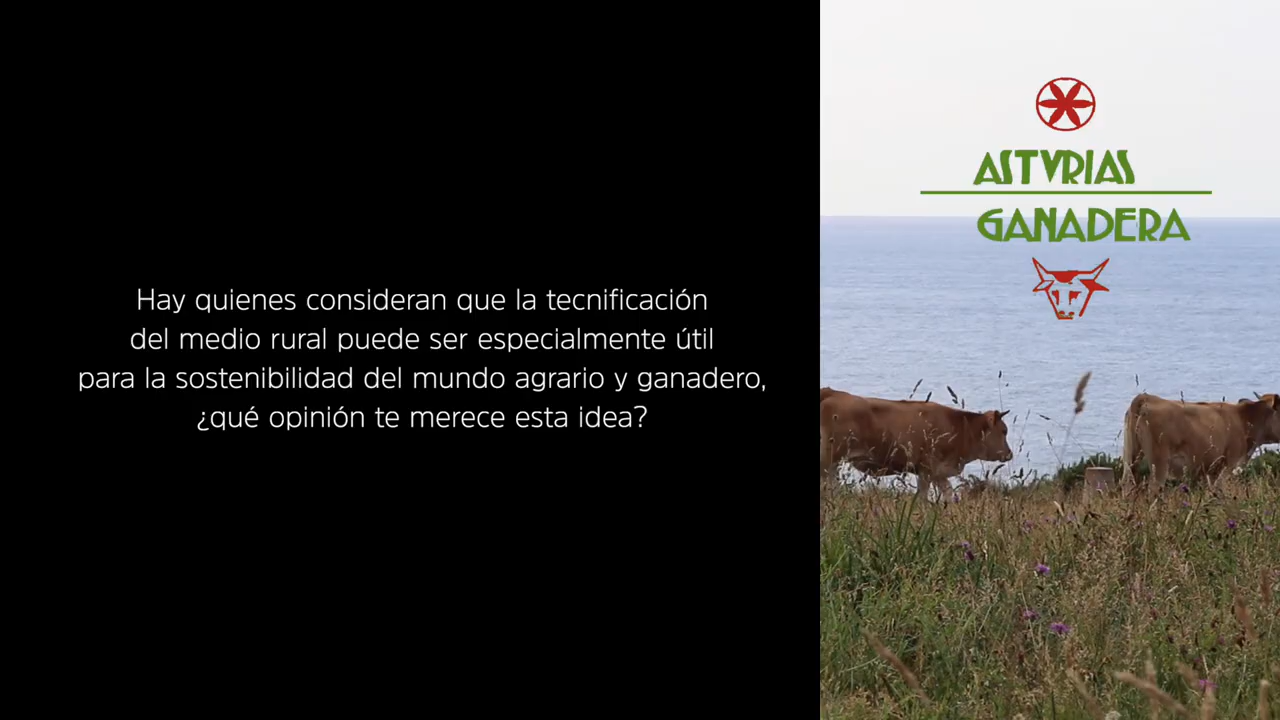 Hay quienes consideran que la tecnificación
del medio rural puede ser especialmente útil
para la sostenibilidad del mundo agrario y ganadero,
¿qué opinión te merece esta idea?
ASTVRIAS
GANADERA